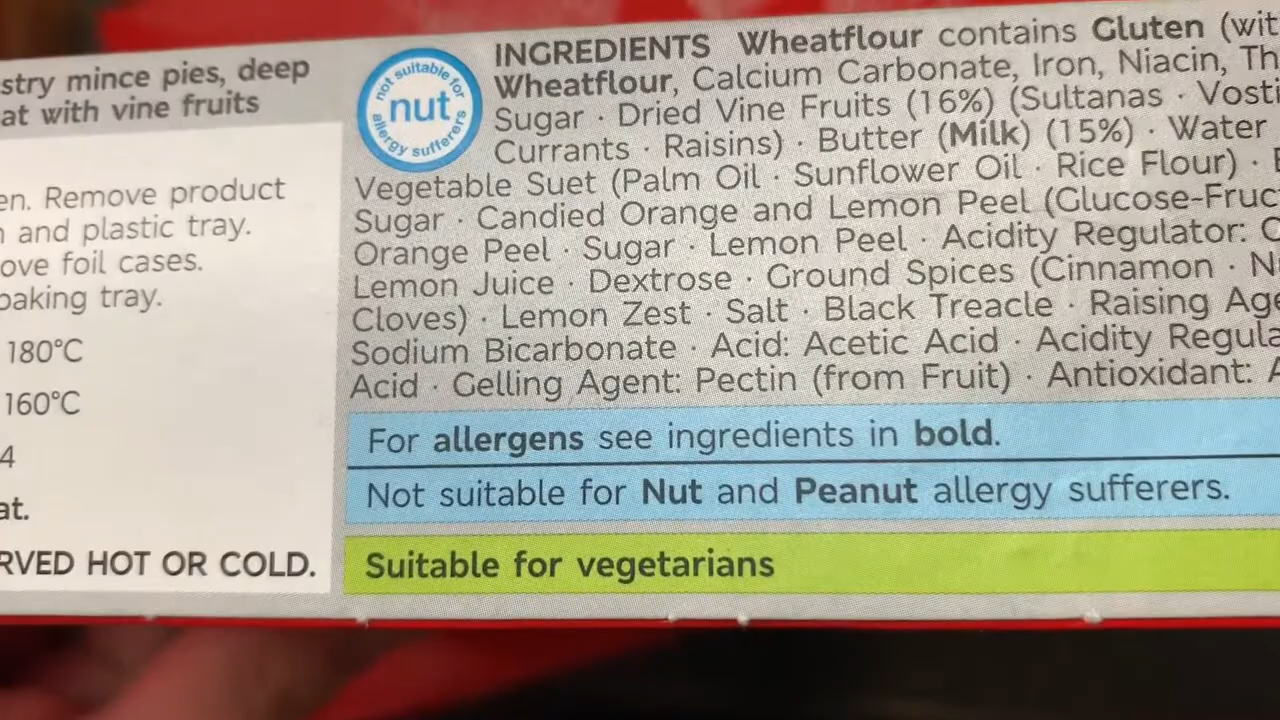 stry mince pies, deep
at with vine fruits
en. Remove product
and plastic tray.
ove foil cases.
baking tray.
180°C
160°C
4
at.
RVED HOT OR COLD.
not suitable for
nut
allergy sufferers
INGREDIENTS Wheatflour contains Gluten (wit
Wheatflour, Calcium Carbonate, Iron, Niacin, Th
Sugar · Dried Vine Fruits (16%) (Sultanas · Vosti
Currants · Raisins) · Butter (Milk) (15%) · Water
Vegetable Suet (Palm Oil · Sunflower Oil · Rice Flour) ·
Sugar · Candied Orange and Lemon Peel (Glucose-Fruc
Orange Peel · Sugar · Lemon Peel · Acidity Regulator: C
Lemon Juice · Dextrose · Ground Spices (Cinnamon · N
Cloves) · Lemon Zest · Salt · Black Treacle · Raising Age
Sodium Bicarbonate · Acid: Acetic Acid · Acidity Regula
Acid · Gelling Agent: Pectin (from Fruit) · Antioxidant: A
For allergens see ingredients in bold.
Not suitable for Nut and Peanut allergy sufferers.
Suitable for vegetarians